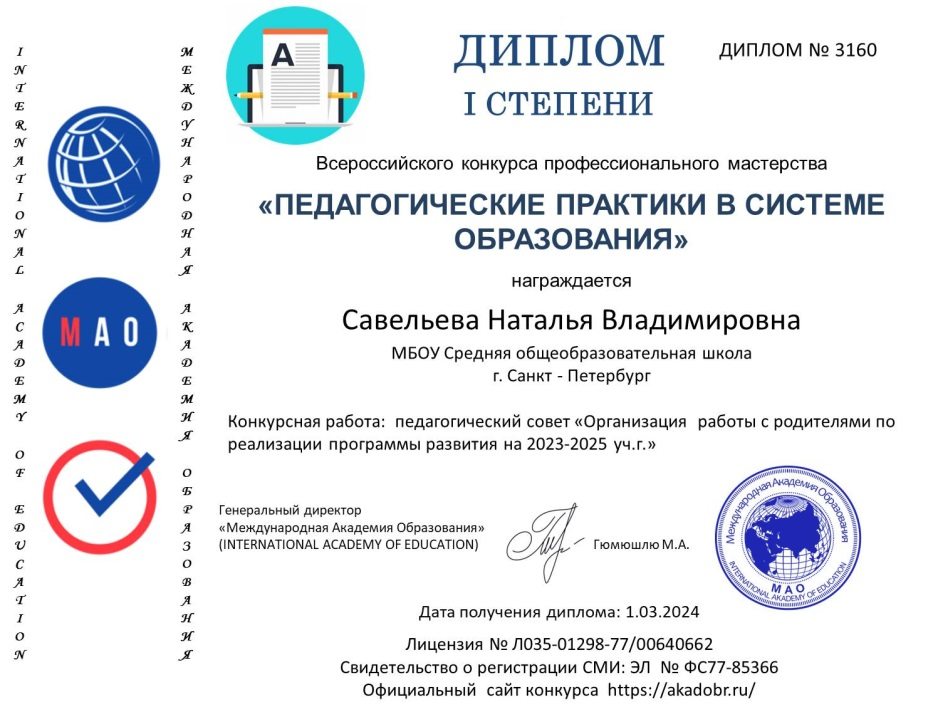 INTERNATIONAL ACADEMY OF EDUCATION
МЕЖДУНАРОДНАЯ АКАДЕМИЯ ОБРАЗОВАНИЯ
A
МАО
ДИПЛОМ
I СТЕПЕНИ
ДИПЛОМ № 3160
Всероссийского конкурса профессионального мастерства
«ПЕДАГОГИЧЕСКИЕ ПРАКТИКИ В СИСТЕМЕ
ОБРАЗОВАНИЯ»
награждается
Савельева Наталья Владимировна
МБОУ Средняя общеобразовательная школа
г. Санкт - Петербург
Конкурсная работа: педагогический совет «Организация работы с родителями по
реализации программы развития на 2023-2025 уч.г.»
Генеральный директор
«Международная Академия Образования»
(INTERNATIONAL ACADEMY OF EDUCATION)
Гюмюшлю М.А.
Международная Академия Образования
МАО
INTERNATIONAL ACADEMY OF EDUCATION
Дата получения диплома: 1.03.2024
Лицензия № Л035-01298-77/00640662
Свидетельство о регистрации СМИ: ЭЛ № ФС77-85366
Официальный сайт конкурса https://akadobr.ru/